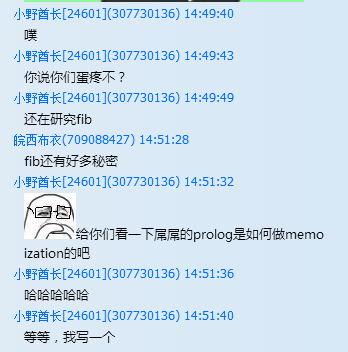 小野酋长[24601](307730136) 14:49:40
噗
小野酋长[24601](307730136) 14:49:43
你说你们蛋疼不？
小野酋长[24601](307730136) 14:49:49
还在研究fib
皖西布衣(709088427) 14:51:28
fib还有好多秘密
小野酋长[24601](307730136) 14:51:32
给你们看一下屌屌的prolog是如何做memo
ization的吧
小野酋长[24601](307730136) 14:51:36
哈哈哈哈哈
小野酋长[24601](307730136) 14:51:40
等等，我写一个